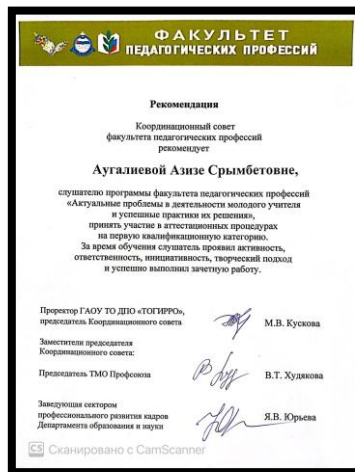 ФАКУЛЬТЕТ
ПЕДАГОГИЧЕСКИХ ПРОФЕССИЙ
Рекомендация
Координационный совет
факультета педагогических профессий
рекомендует
Аугалиевой Азизе Срымбетовне,
слушателю программы факультета педагогических профессий
«Актуальные проблемы в деятельности молодого учителя
и успешные практики их решения»,
принять участие в аттестационных процедурах
на первую квалификационную категорию.
За время обучения слушатель проявил активность,
ответственность, инициативность, творческий подход
и успешно выполнил зачетную работу.
Проректор ГАОУ ТО ДПО «ТОГИРРО»,
председатель Координационного совета
М.В. Кускова
Заместители председателя
Координационного совета:
Председатель ТМО Профсоюза
В.Т. Худякова
Заведующая сектором
профессионального развития кадров
Департамента образования и науки
Я.В. Юрьева
CS Сканировано с CamScanner